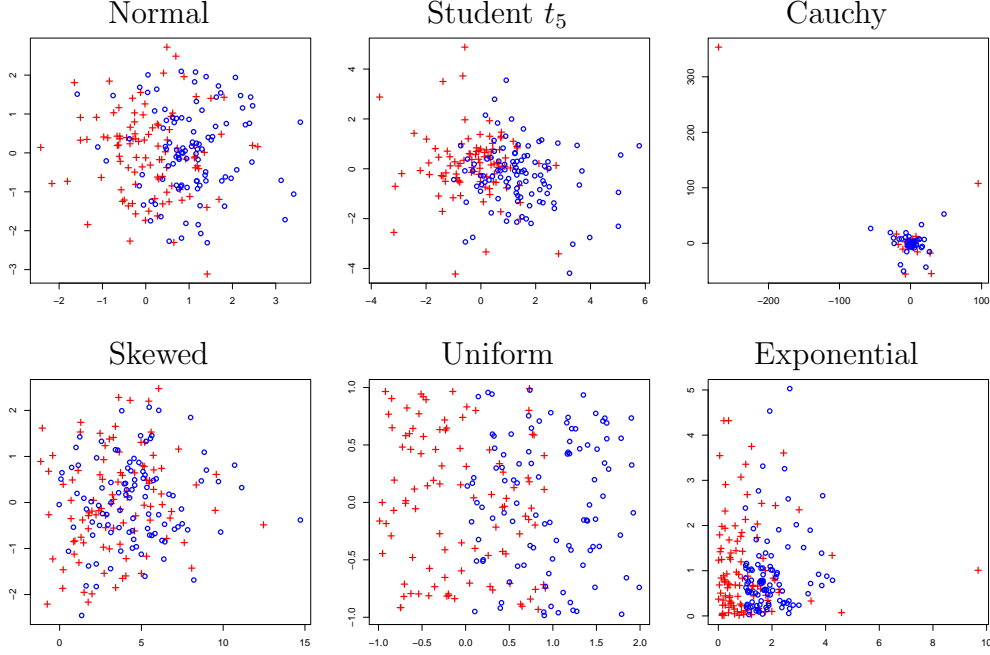 Normal
Student t₅
Cauchy
2
1
0
−1
−2
−3
−2 −1 0 1 2 3
4
2
0
−2
−4
−4 −2 0 2 4 6
300
200
100
0
−200 −100 0 100
Skewed
Uniform
Exponential
2
1
0
−1
−2
0 5 10 15
1.0
0.5
0.0
−0.5
−1.0
−1.0 −0.5 0.0 0.5 1.0 1.5 2.0
5
4
3
2
1
0
0 2 4 6 8 10